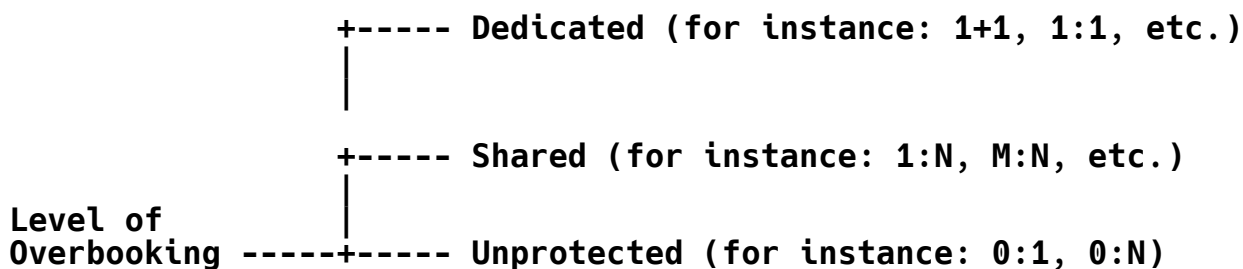 +----- Dedicated (for instance: 1+1, 1:1, etc.)
|
|
+----- Shared (for instance: 1:N, M:N, etc.)
|
Level of |
Overbooking -----+----- Unprotected (for instance: 0:1, 0:N)